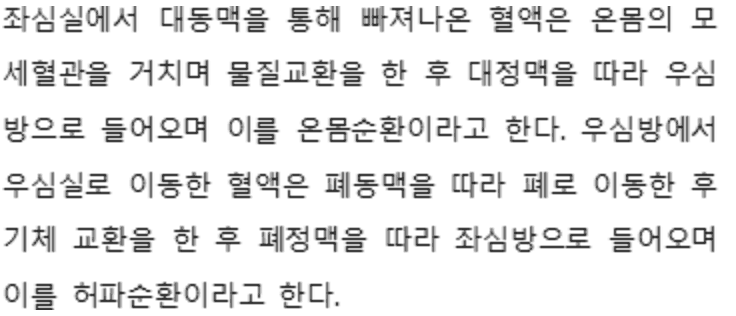 좌심실에서 대동맥을 통해 빠져나온 혈액은 온몸의 모
세혈관을 거치며 물질교환을 한 후 대정맥을 따라 우심
방으로 들어오며 이를 온몸순환이라고 한다. 우심방에서
우심실로 이동한 혈액은 폐동맥을 따라 폐로 이동한 후
기체 교환을 한 후 폐정맥을 따라 좌심방으로 들어오며
이를 허파순환이라고 한다.